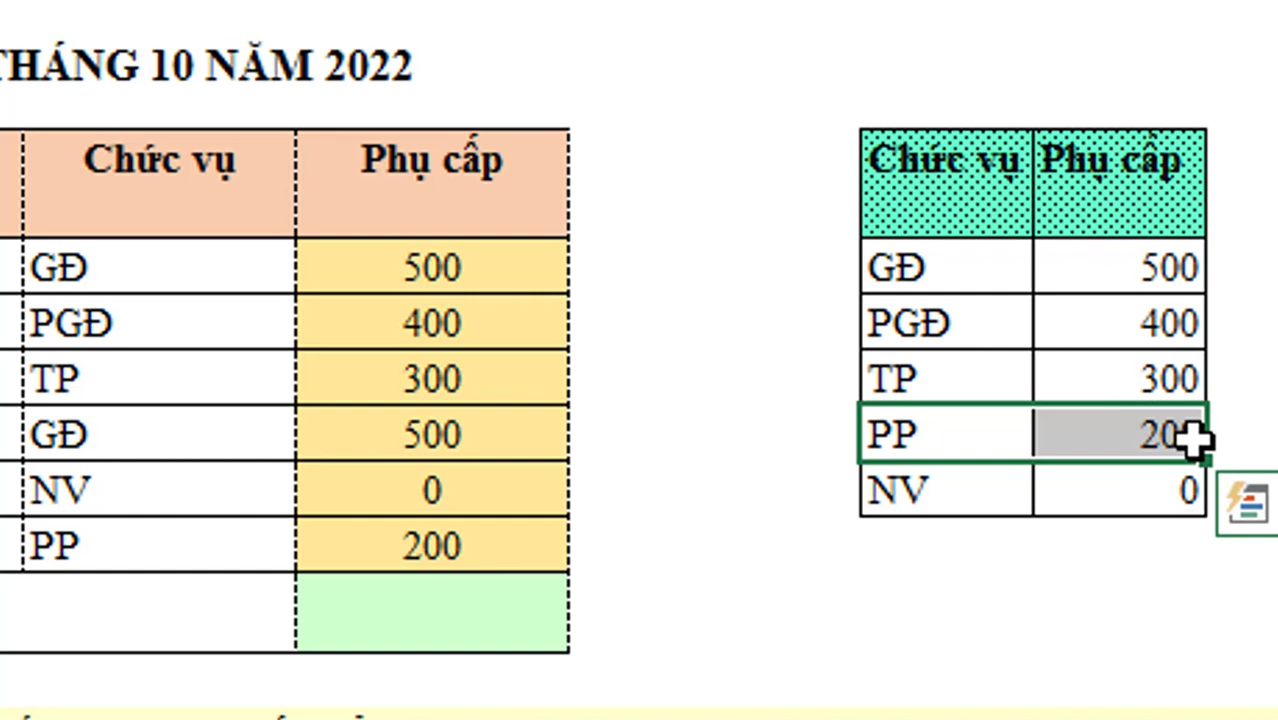 THÁNG 10 NĂM 2022
Chức vụ Phụ cấp
GĐ 500
PGĐ 400
TP 300
GĐ 500
NV 0
PP 200
Chức vụ Phụ cấp
GĐ 500
PGĐ 400
TP 300
PP 200
NV 0